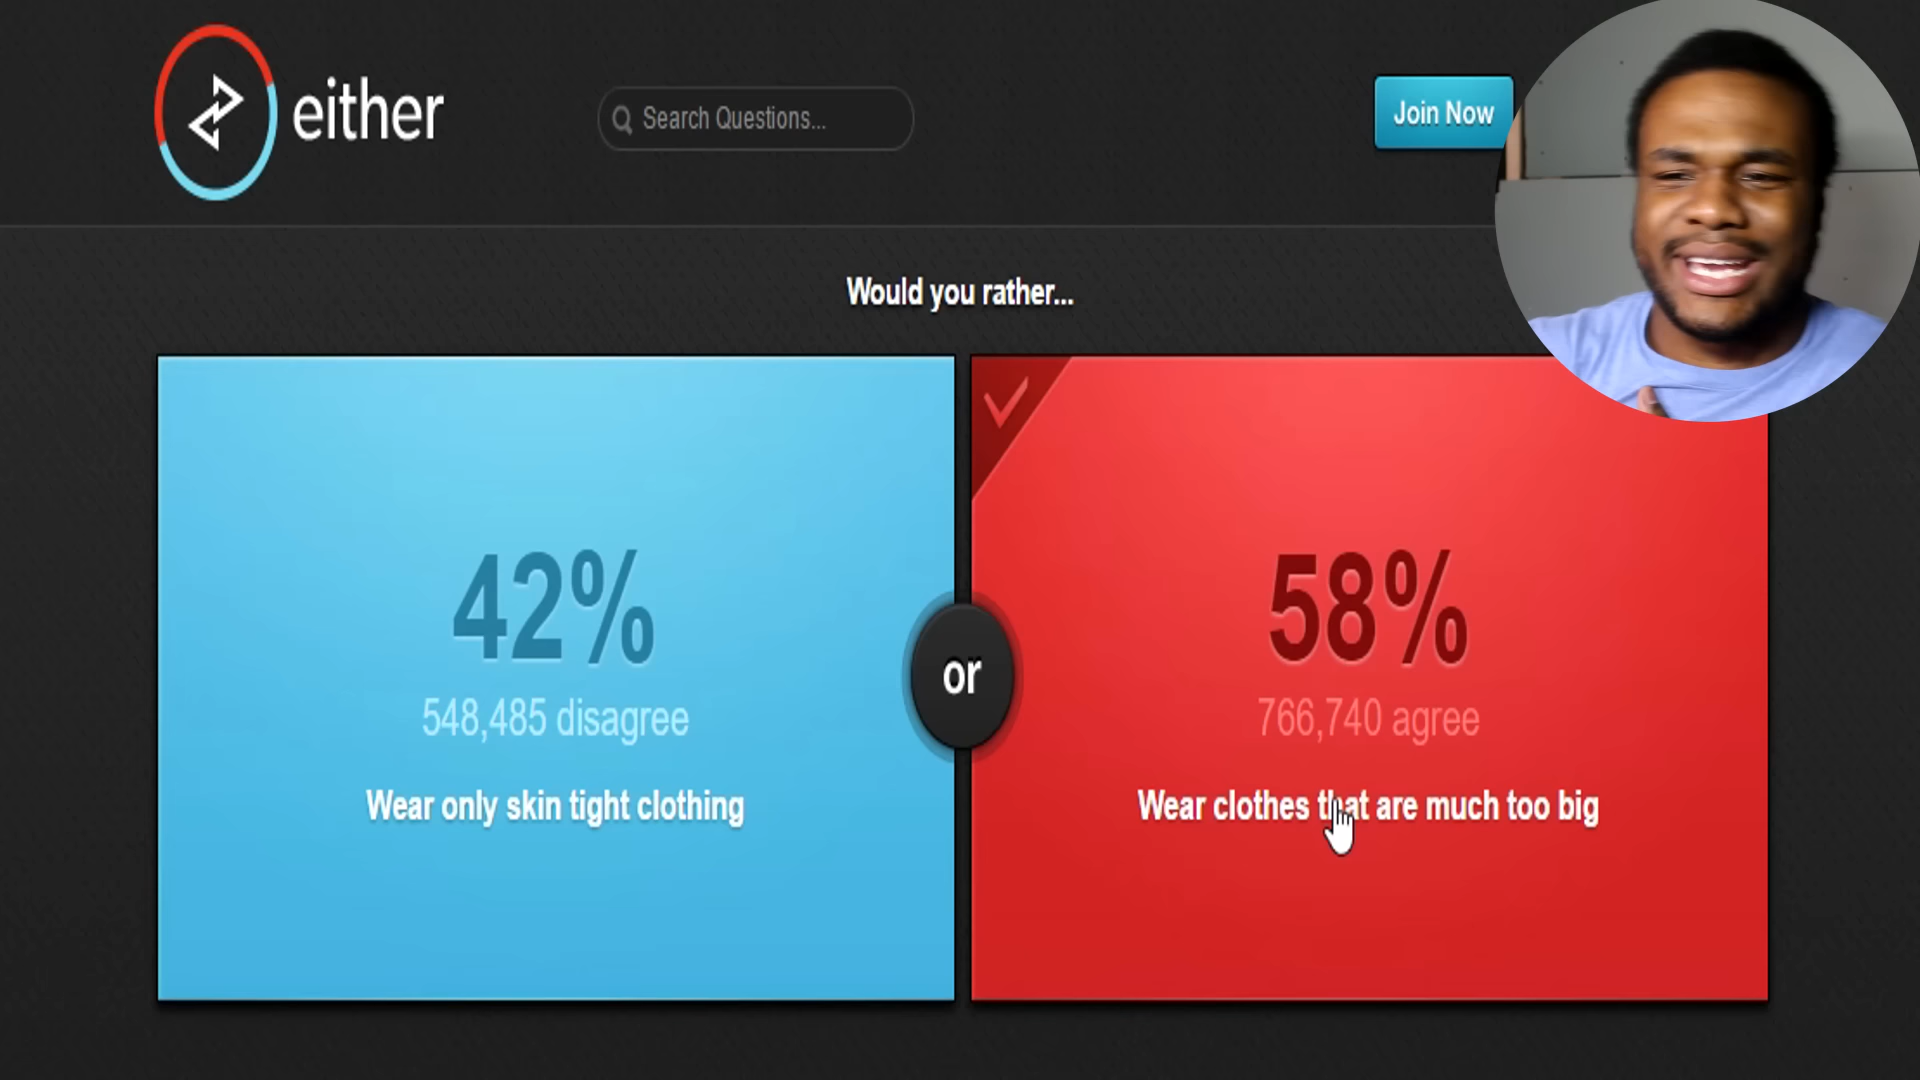 either
Search Questions...
Join Now
Would you rather...
42%
548,485 disagree
Wear only skin tight clothing
or
58%
766,740 agree
Wear clothes that are much too big